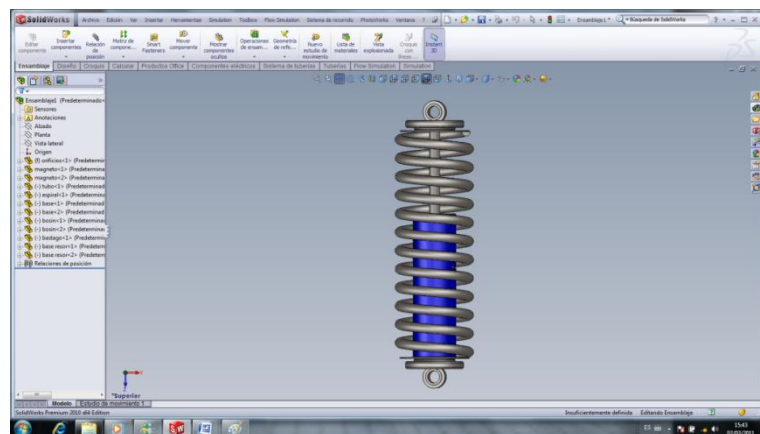 SolidWorks Archivo Edición Ver Insertar Herramientas Simulation Toolbox Flow Simulation Sistema de recorrido PhotoWorks Ventana ? Ensamblaje1 * Búsqueda de SolidWorks
Editar componente
Insertar componentes
Relación de posición
Matriz de compone...
Smart Fasteners
Mover componente
Mostrar componentes ocultos
Operaciones de ensam...
Geometría de refe...
Nuevo estudio de movimiento
Lista de materiales
Vista explosionada
Croquis con líneas ...
Instant 3D
Ensamblaje Diseño Croquis Calcular Productos Office Componentes eléctricos Sistema de tuberías Tuberías Flow Simulation Simulation
Ensamblaje1 (Predeterminado<
Sensores
Anotaciones
Alzado
Planta
Vista lateral
Origen
(f) orificios<1> (Predetermin
magneto<1> (Predetermina
magneto<2> (Predetermina
(-) tubo<1> (Predeterminad
(-) espiral<1> (Predetermina
(-) base<1> (Predeterminad
(-) base<2> (Predeterminad
(-) bosin<1> (Predetermina
(-) bosin<2> (Predetermina
(-) bastago<1> (Predetermi
(-) base resor<1> (Predeterm
(-) base resor<2> (Predeterm
Relaciones de posición
*Superior
Modelo Estudio de movimiento 1
SolidWorks Premium 2010 x64 Edition Insuficientemente definida Editando Ensamblaje
ES 15:43
03/03/2011